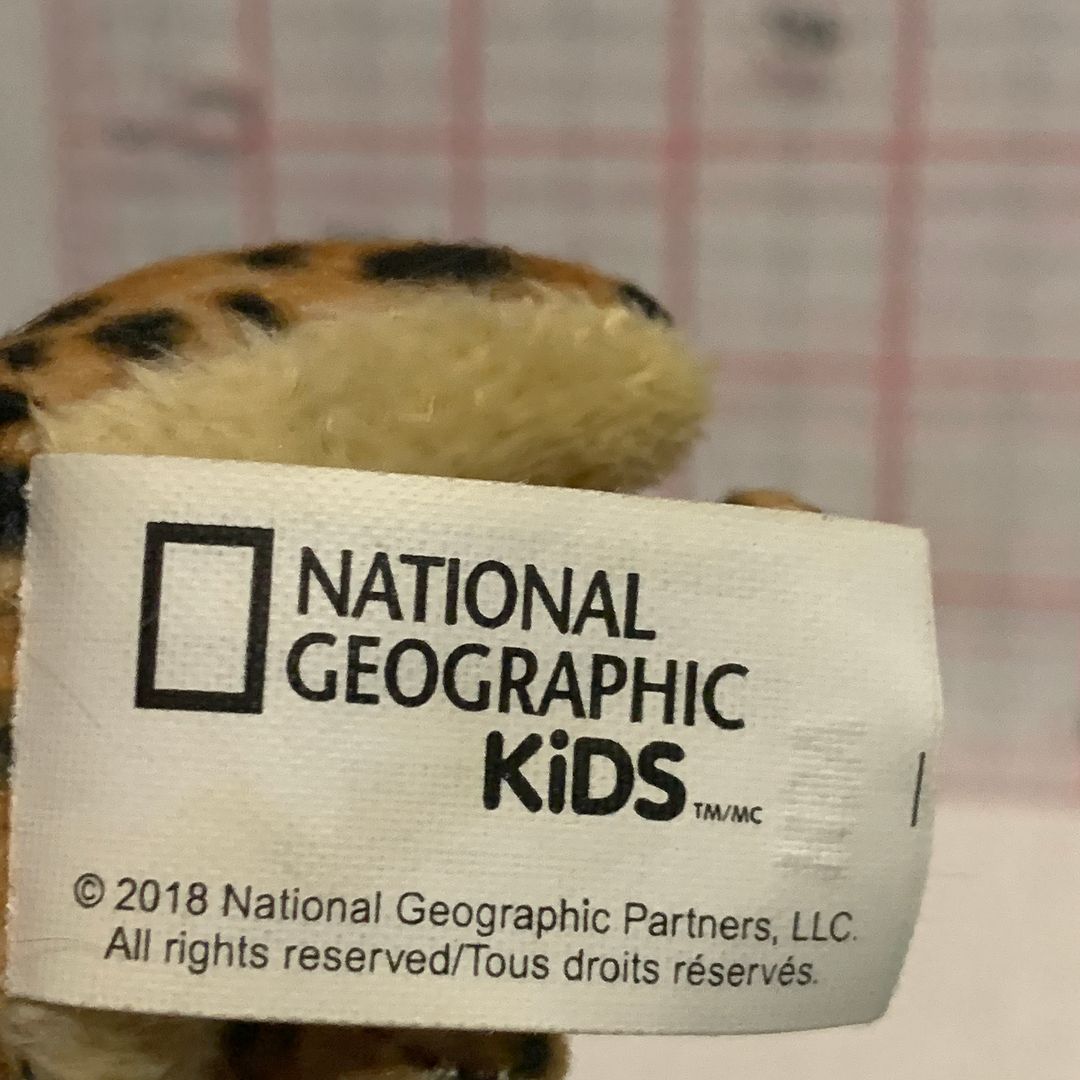 NATIONAL
GEOGRAPHIC
KiDS TM/MC
© 2018 National Geographic Partners, LLC.
All rights reserved/Tous droits réservés.